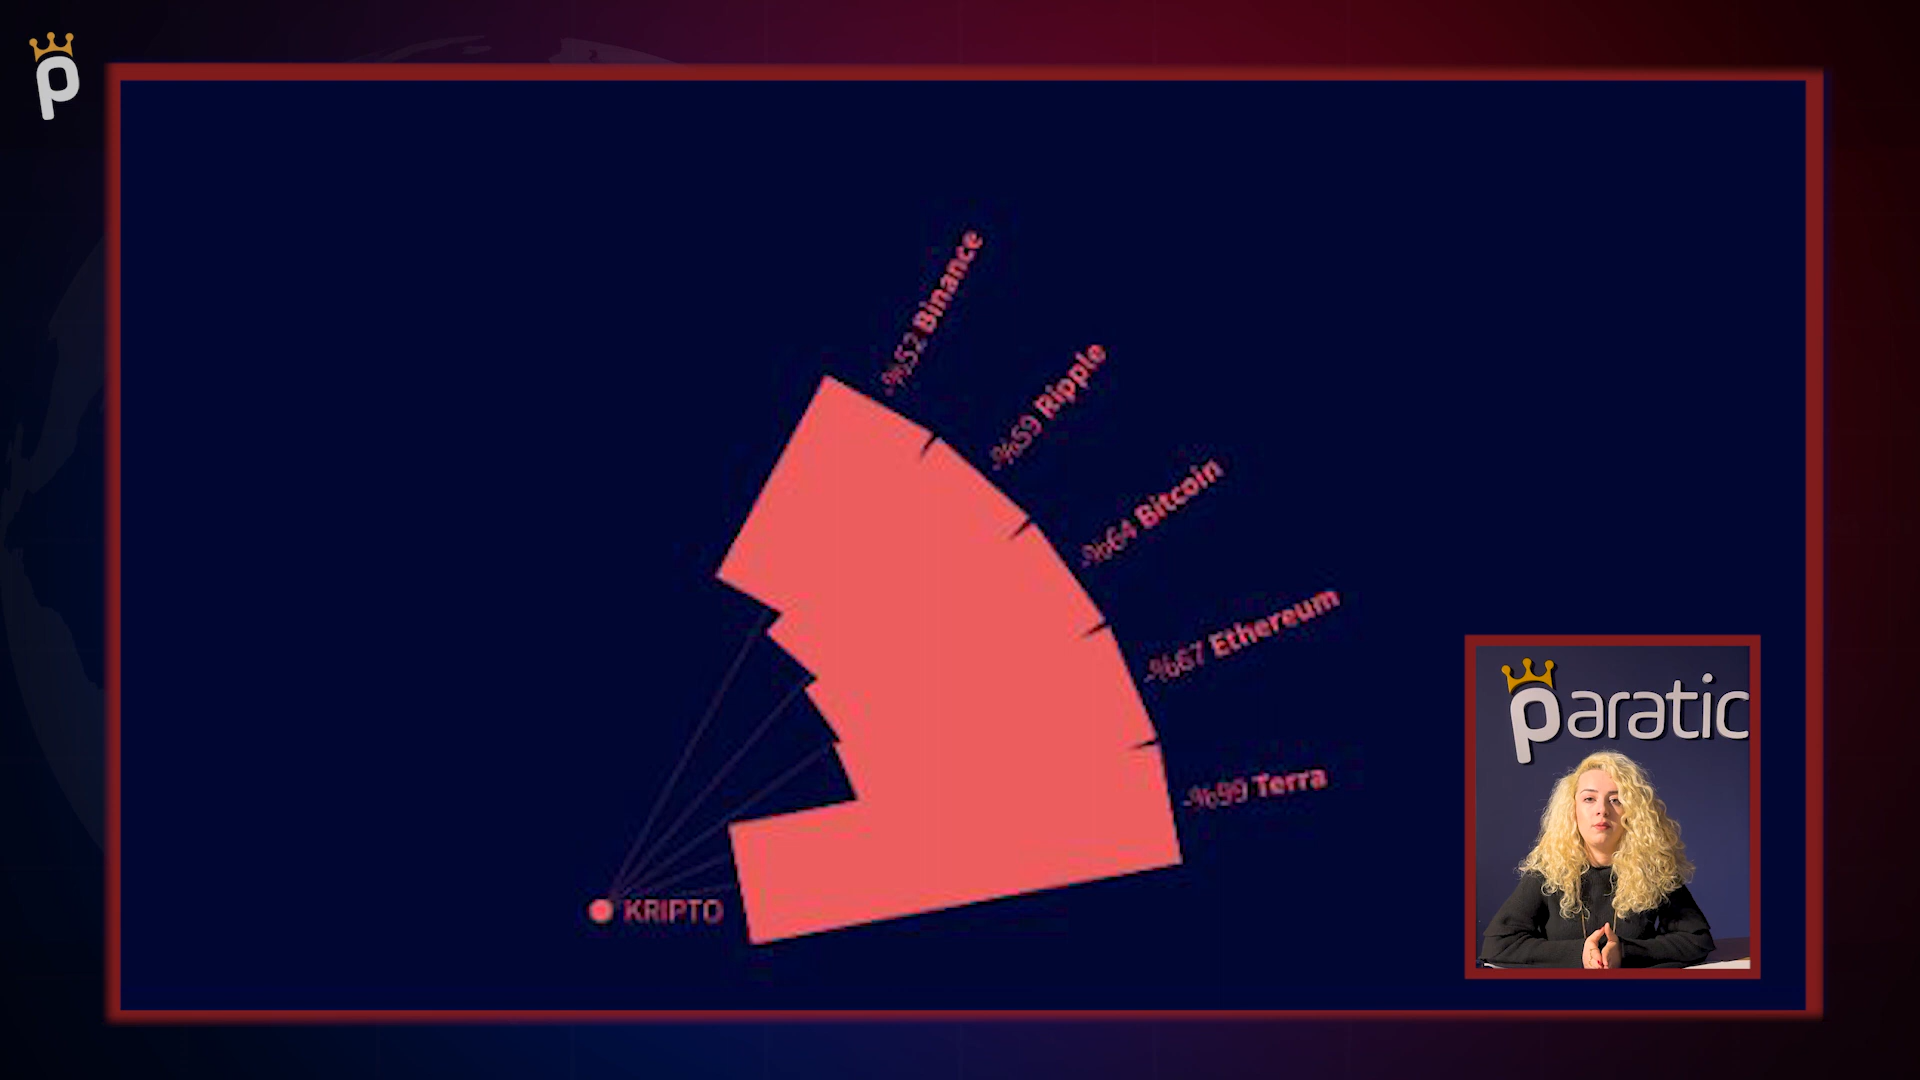 p
-%52 Binance
-%59 Ripple
-%64 Bitcoin
-%67 Ethereum
-%99 Terra
KRIPTO
paratic